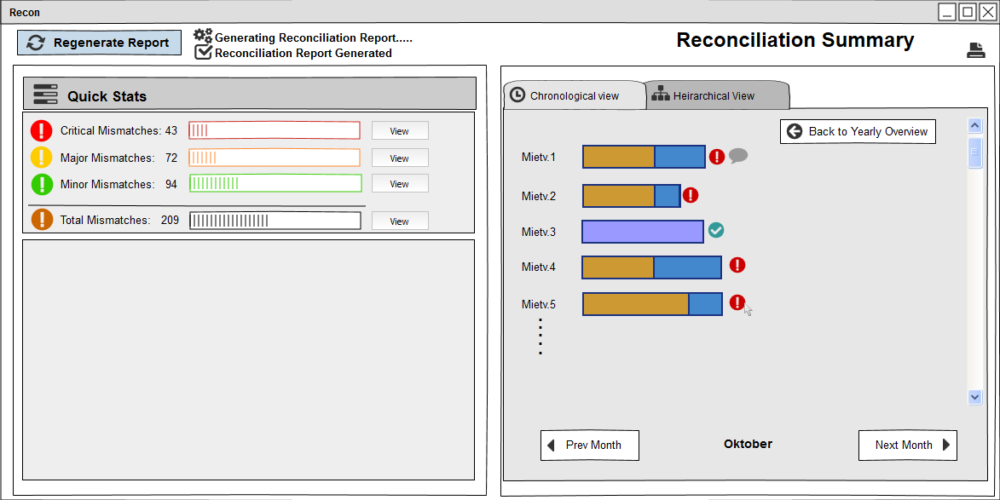 Recon
Regenerate Report
Generating Reconciliation Report.....
Reconciliation Report Generated
Reconciliation Summary
Quick Stats
Critical Mismatches: 43 View
Major Mismatches: 72 View
Minor Mismatches: 94 View
Total Mismatches: 209 View
Chronological view
Heirarchical View
Back to Yearly Overview
Mietv.1
Mietv.2
Mietv.3
Mietv.4
Mietv.5
Prev Month
Oktober
Next Month